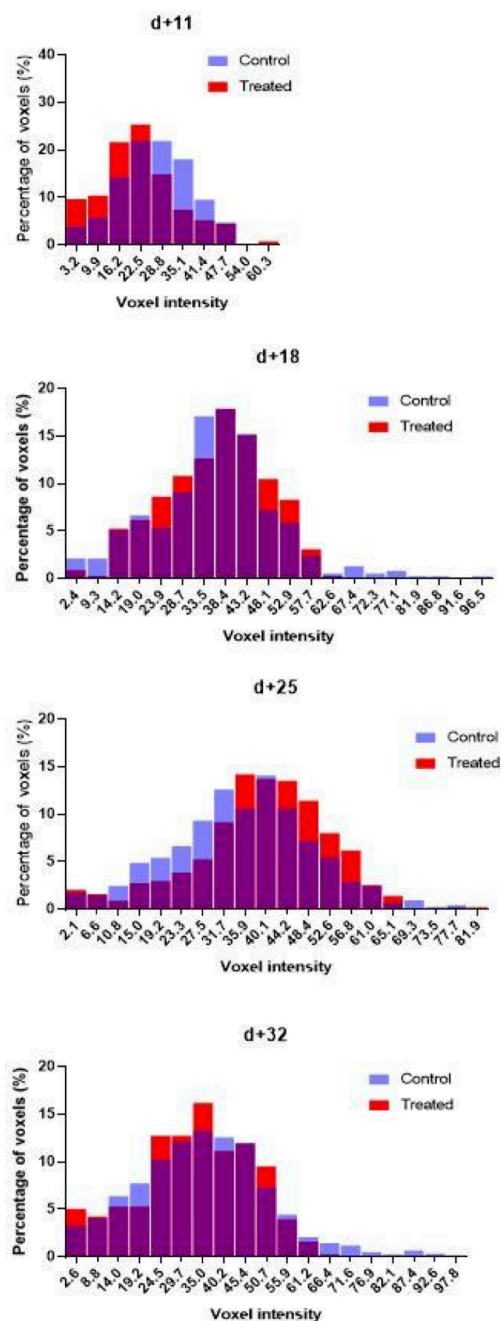 d+11
Control
Treated
Percentage of voxels (%)
40
30
20
10
0
3.2 9.9 16.2 22.5 28.8 35.1 41.4 47.7 54.0 60.3
Voxel intensity
d+18
Control
Treated
Percentage of voxels (%)
20
15
10
5
0
2.4 9.3 14.2 19.0 23.9 28.7 33.5 38.4 43.2 48.1 52.9 57.7 62.6 67.4 72.3 77.1 81.9 86.8 91.6 96.5
Voxel intensity
d+25
Control
Treated
Percentage of voxels (%)
20
15
10
5
0
2.1 6.6 10.8 15.0 19.2 23.3 27.5 31.7 35.9 40.1 44.2 48.4 52.6 56.8 61.0 65.1 69.3 73.5 77.7 81.9
Voxel intensity
d+32
Control
Treated
Percentage of voxels (%)
20
15
10
5
0
2.6 8.8 14.0 19.2 24.5 29.7 35.0 40.2 45.4 50.7 55.9 61.2 66.4 71.6 76.9 82.1 87.4 92.6 97.8
Voxel intensity